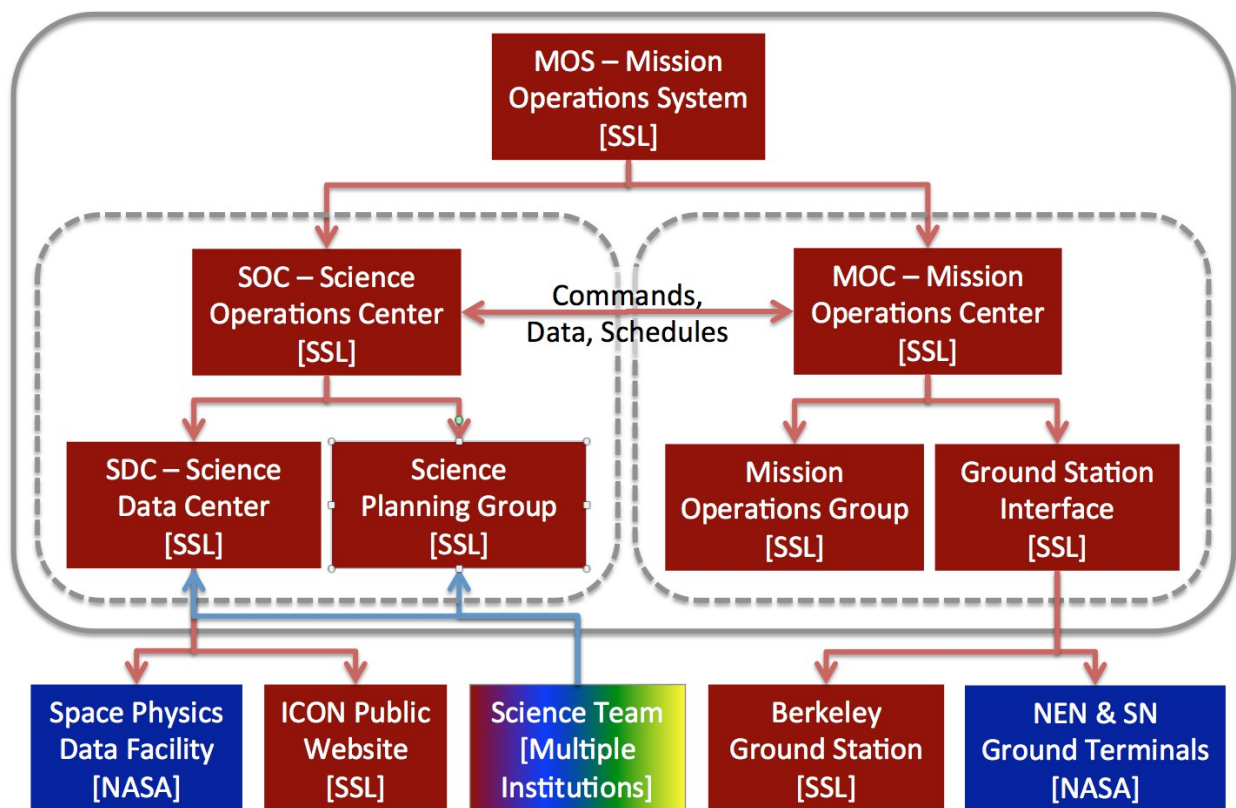 MOS – Mission
Operations System
[SSL]
SOC – Science
Operations Center
[SSL]
Commands,
Data, Schedules
MOC – Mission
Operations Center
[SSL]
SDC – Science
Data Center
[SSL]
Science
Planning Group
[SSL]
Mission
Operations Group
[SSL]
Ground Station
Interface
[SSL]
Space Physics
Data Facility
[NASA]
ICON Public
Website
[SSL]
Science Team
[Multiple
Institutions]
Berkeley
Ground Station
[SSL]
NEN & SN
Ground Terminals
[NASA]